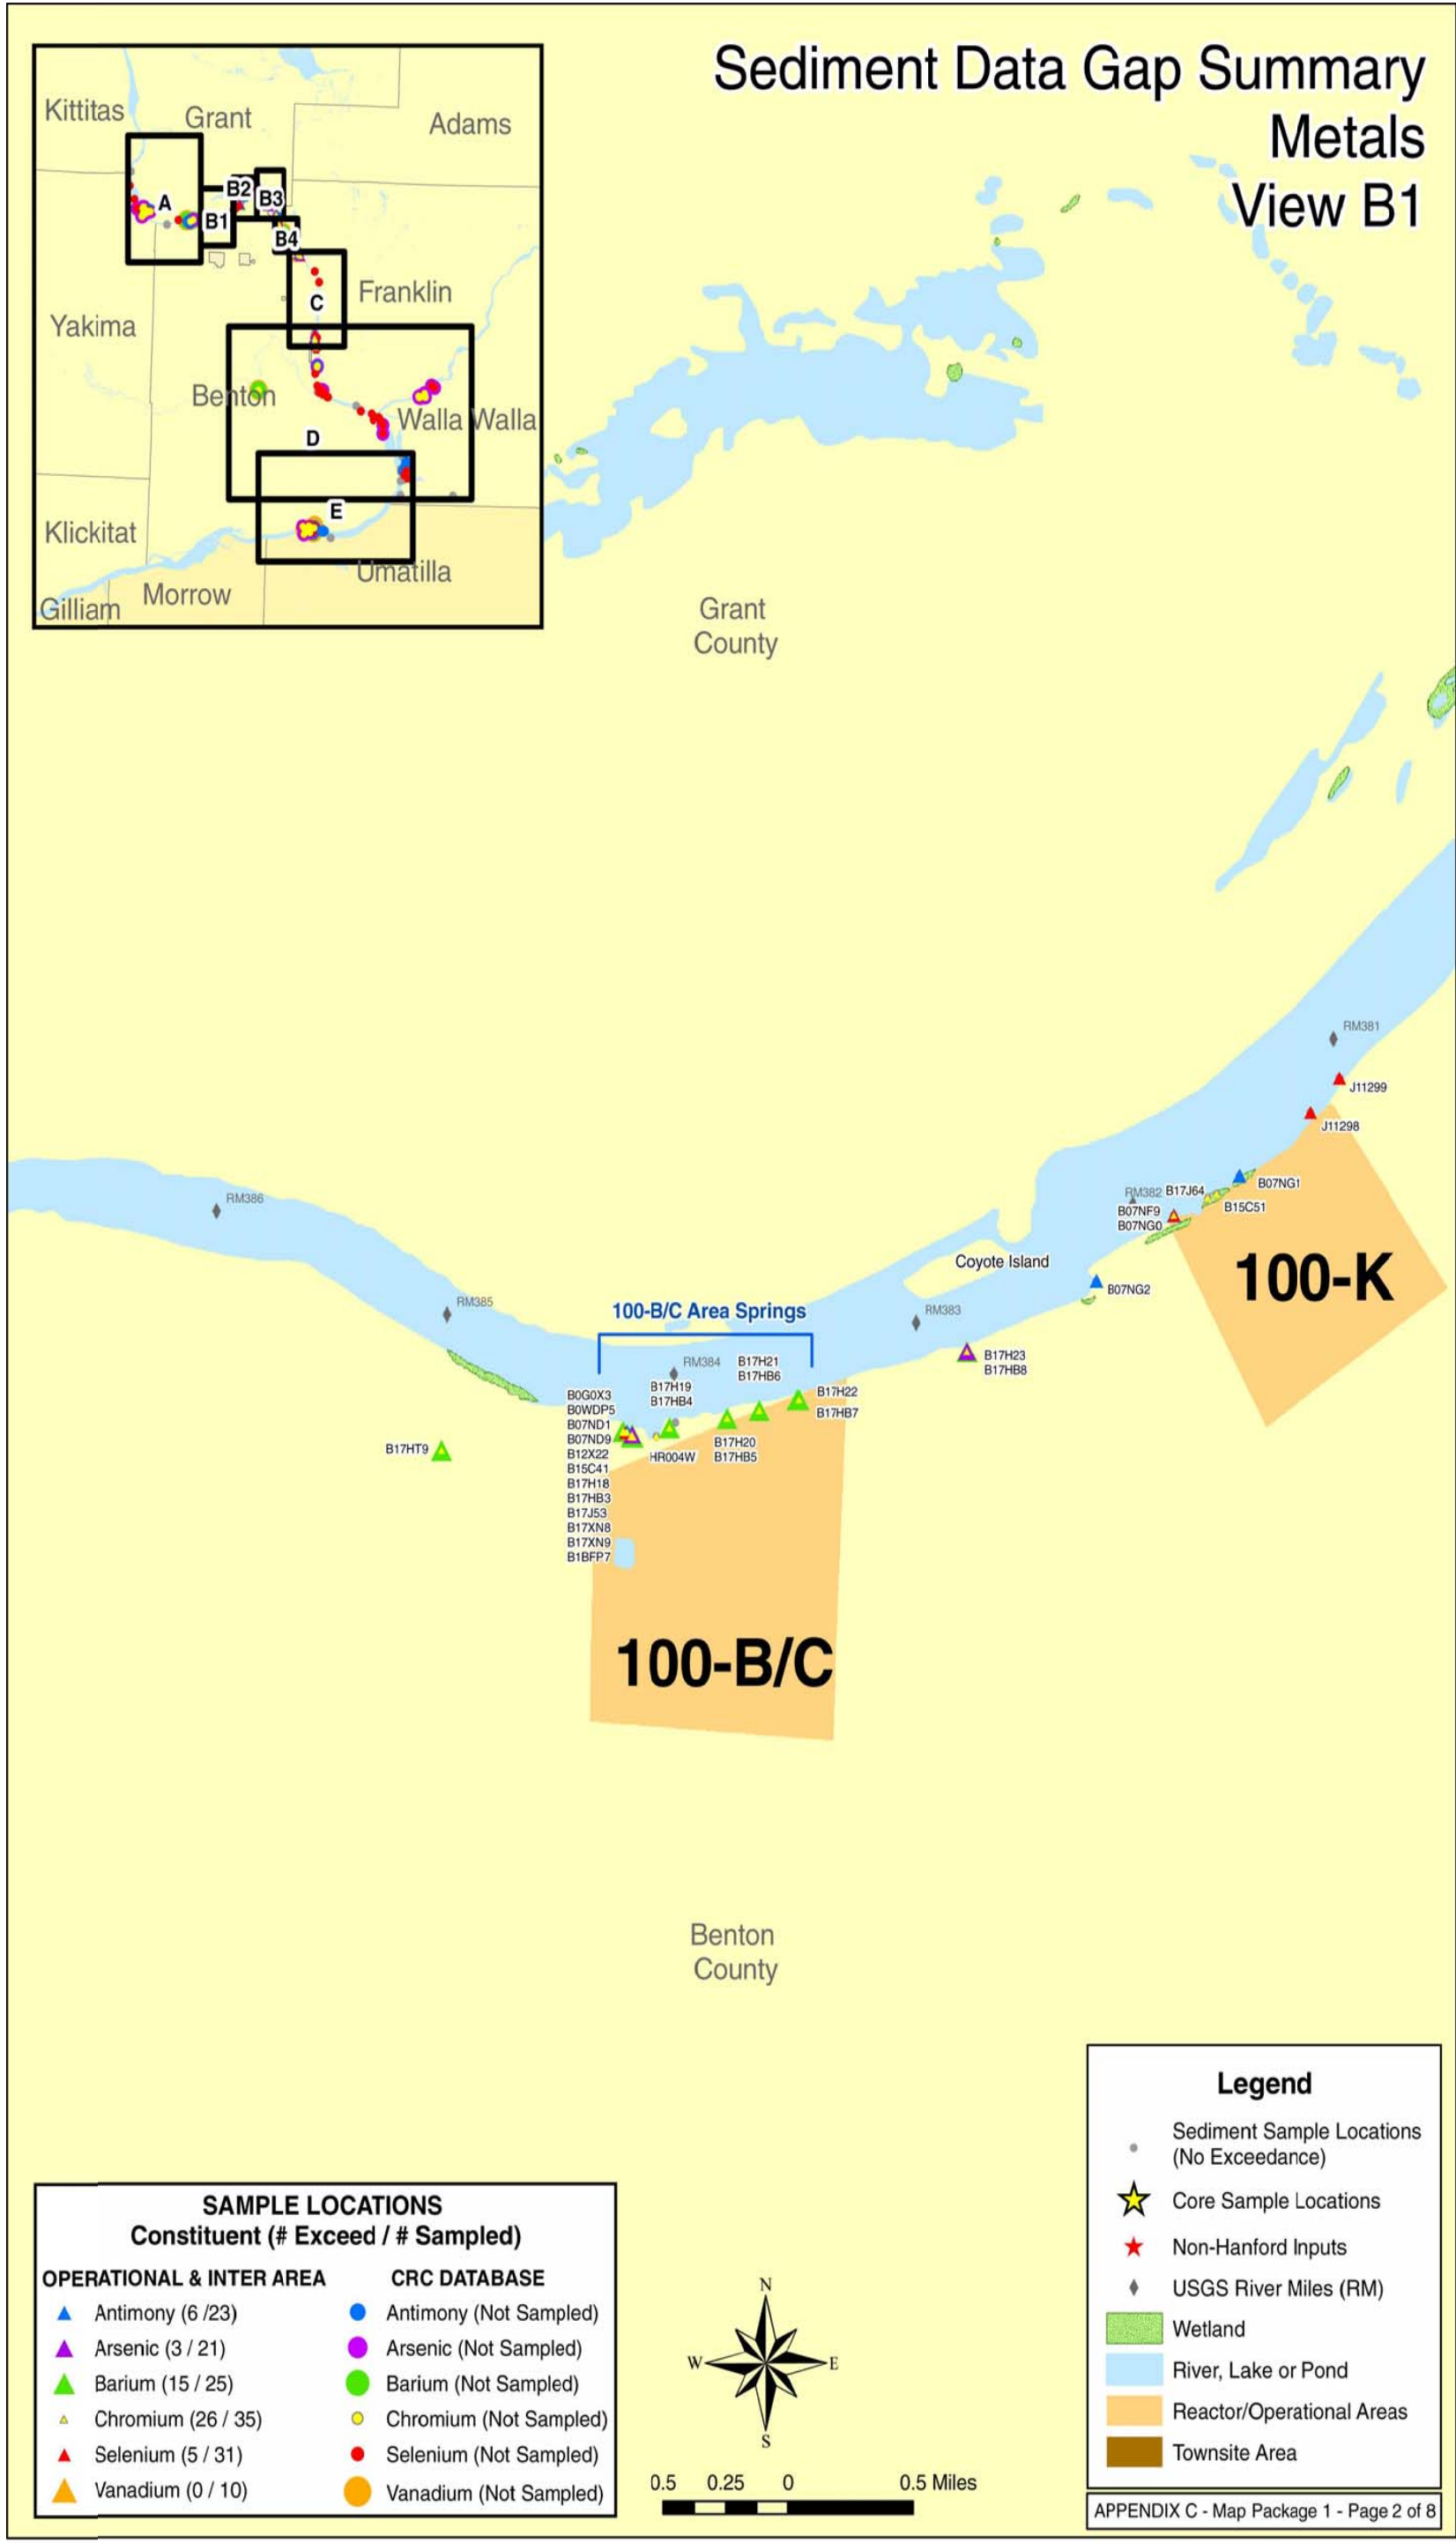 Sediment Data Gap Summary
Metals
View B1
Kittitas
Grant
Adams
A
B1
B2
B3
B4
C
Franklin
Yakima
Benton
Walla Walla
D
E
Klickitat
Umatilla
Morrow
Gilliam
Grant
County
RM381
J11299
J11298
RM386
RM382
B17J64
B07NG1
B07NF9
B15C51
B07NG0
100-K
Coyote Island
B07NG2
RM385
100-B/C Area Springs
RM383
B17H23
B17HB8
RM384
B17H21
B17HB6
B17H19
B17HB4
B17H22
B17HB7
B0G0X3
B0WDP5
B07ND1
B07ND9
B12X22
B15C41
B17H18
B17HB3
B17J53
B17XN8
B17XN9
B1BFP7
B17HT9
HR004W
B17H20
B17HB5
100-B/C
Benton
County
SAMPLE LOCATIONS
Constituent (# Exceed / # Sampled)
OPERATIONAL & INTER AREA
Antimony (6 /23)
Arsenic (3 / 21)
Barium (15 / 25)
Chromium (26 / 35)
Selenium (5 / 31)
Vanadium (0 / 10)
CRC DATABASE
Antimony (Not Sampled)
Arsenic (Not Sampled)
Barium (Not Sampled)
Chromium (Not Sampled)
Selenium (Not Sampled)
Vanadium (Not Sampled)
N
W
E
S
0.5 0.25 0 0.5 Miles
Legend
Sediment Sample Locations
(No Exceedance)
Core Sample Locations
Non-Hanford Inputs
USGS River Miles (RM)
Wetland
River, Lake or Pond
Reactor/Operational Areas
Townsite Area
APPENDIX C - Map Package 1 - Page 2 of 8